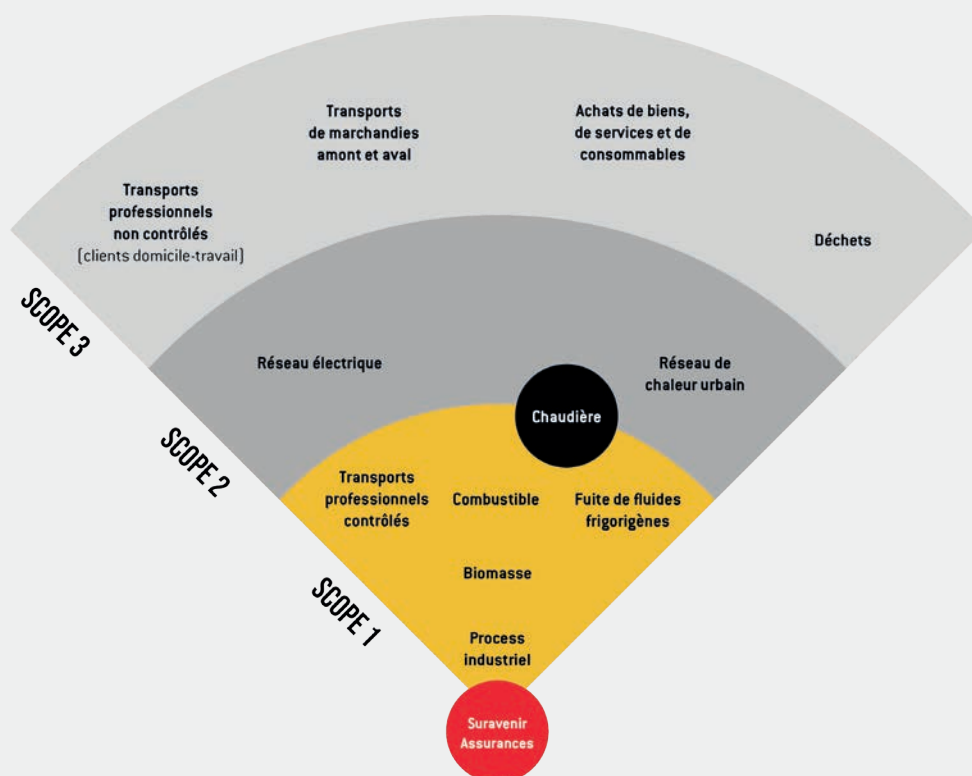 Transports
de marchandies
amont et aval
Achats de biens,
de services et de
consommables
Transports
professionnels
non contrôlés
(clients domicile-travail)
Déchets
SCOPE 3
Réseau électrique
Réseau de
chaleur urbain
Chaudière
SCOPE 2
Transports
professionnels
contrôlés
Combustible
Fuite de fluides
frigorigènes
Biomasse
SCOPE 1
Process
industriel
Suravenir
Assurances